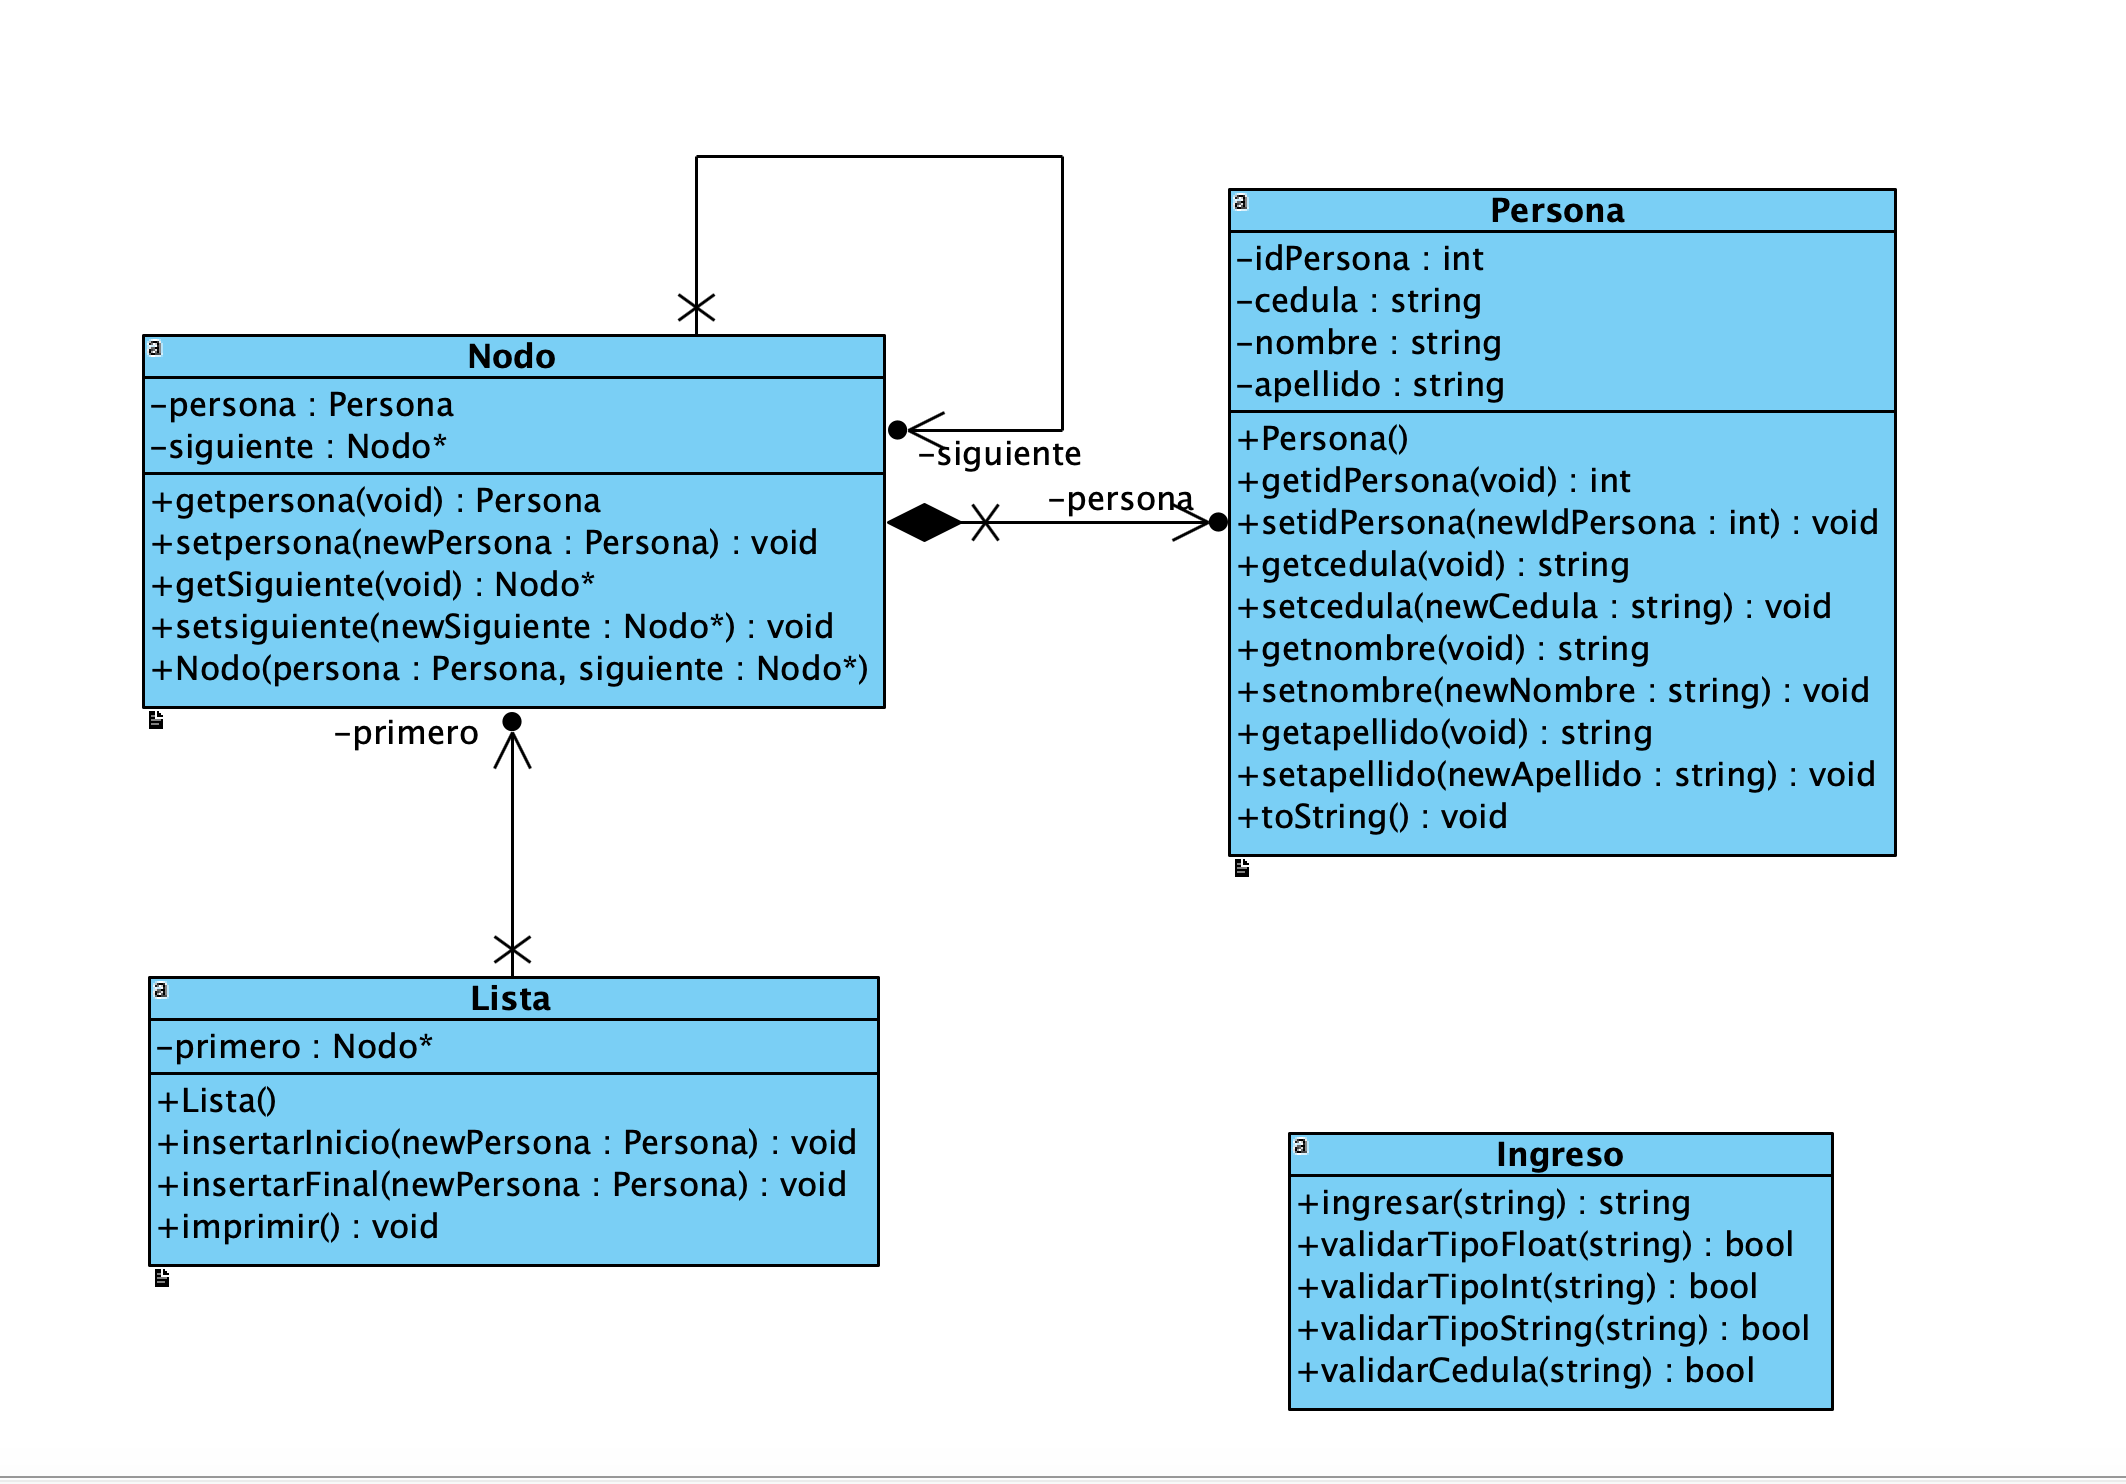 Nodo
-persona : Persona
-siguiente : Nodo*
+getpersona(void) : Persona
+setpersona(newPersona : Persona) : void
+getSiguiente(void) : Nodo*
+setsiguiente(newSiguiente : Nodo*) : void
+Nodo(persona : Persona, siguiente : Nodo*)
-siguiente
-persona
-primero
Persona
-idPersona : int
-cedula : string
-nombre : string
-apellido : string
+Persona()
+getidPersona(void) : int
+setidPersona(newIdPersona : int) : void
+getcedula(void) : string
+setcedula(newCedula : string) : void
+getnombre(void) : string
+setnombre(newNombre : string) : void
+getapellido(void) : string
+setapellido(newApellido : string) : void
+toString() : void
Lista
-primero : Nodo*
+Lista()
+insertarInicio(newPersona : Persona) : void
+insertarFinal(newPersona : Persona) : void
+imprimir() : void
Ingreso
+ingresar(string) : string
+validarTipoFloat(string) : bool
+validarTipoInt(string) : bool
+validarTipoString(string) : bool
+validarCedula(string) : bool